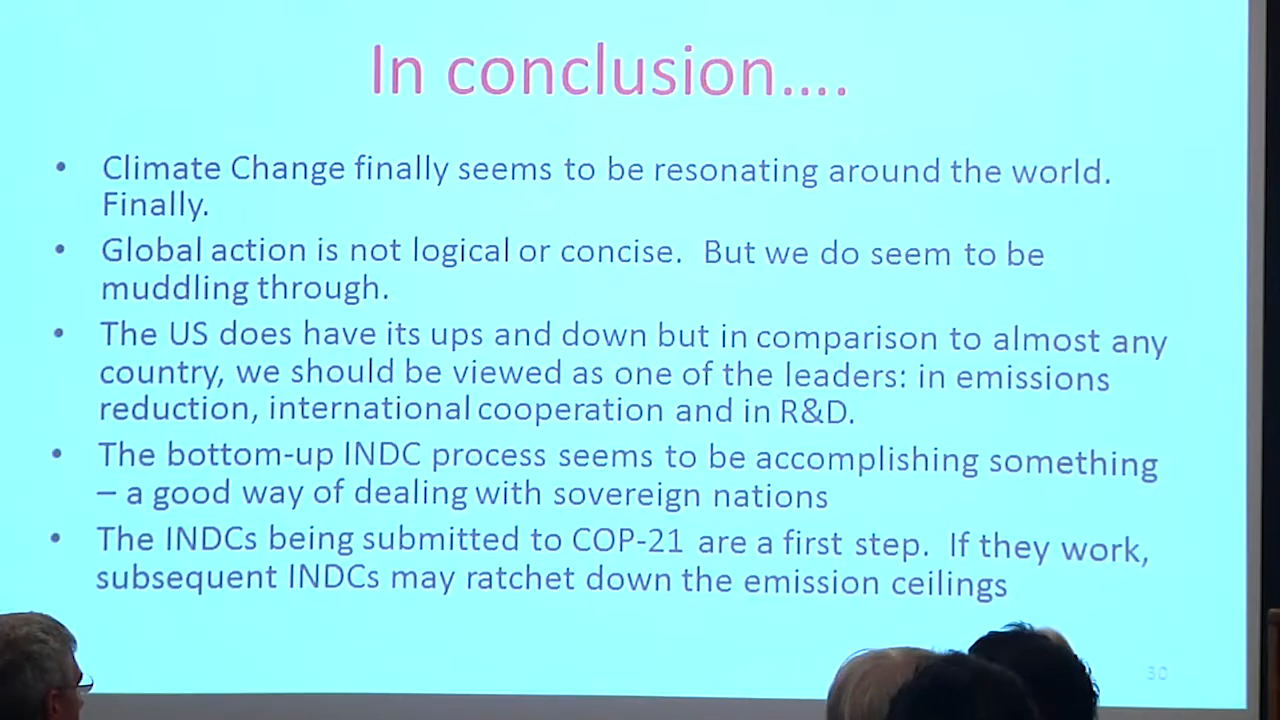 In conclusion....
• Climate Change finally seems to be resonating around the world.
Finally.
• Global action is not logical or concise.  But we do seem to be
muddling through.
• The US does have its ups and down but in comparison to almost any
country, we should be viewed as one of the leaders: in emissions
reduction, international cooperation and in R&D.
• The bottom-up INDC process seems to be accomplishing something
– a good way of dealing with sovereign nations
• The INDCs being submitted to COP-21 are a first step.  If they work,
subsequent INDCs may ratchet down the emission ceilings
30